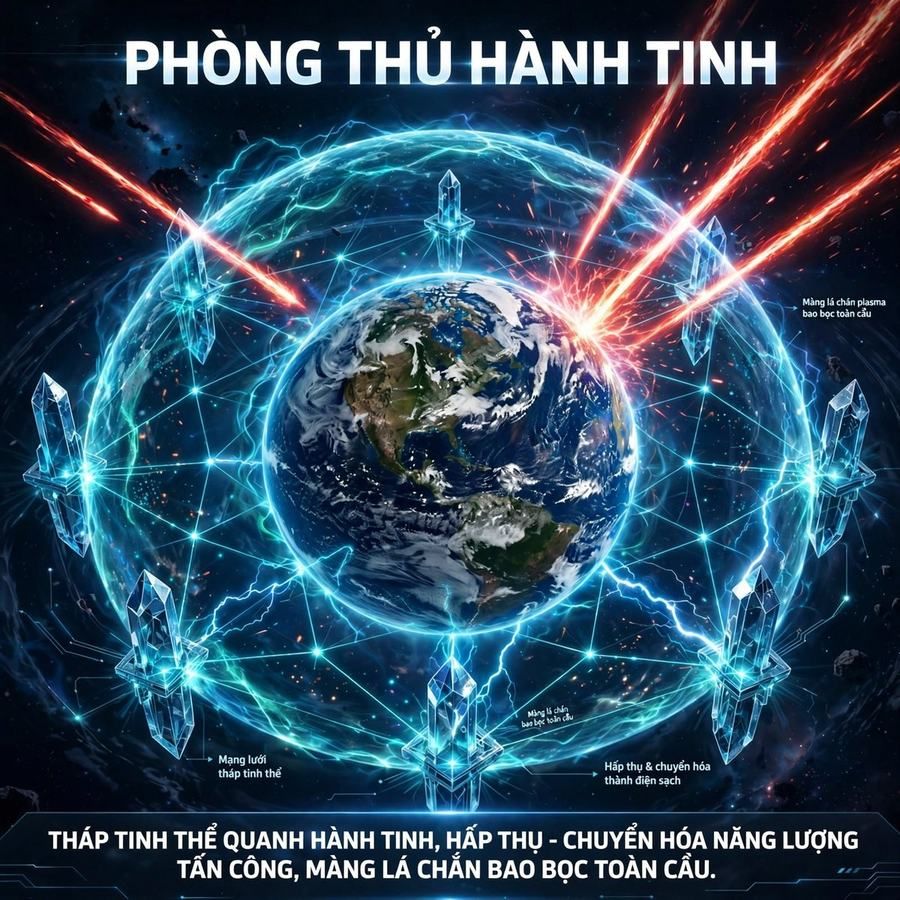 PHÒNG THỦ HÀNH TINH
Màng lá chắn plasma
bao bọc toàn cầu
Màng lá chắn
bao bọc toàn cầu
Mạng lưới
tháp tinh thể
Hấp thụ & chuyển hóa
thành điện sạch
THÁP TINH THỂ QUANH HÀNH TINH, HẤP THỤ - CHUYỂN HÓA NĂNG LƯỢNG
TẤN CÔNG, MÀNG LÁ CHẮN BAO BỌC TOÀN CẦU.